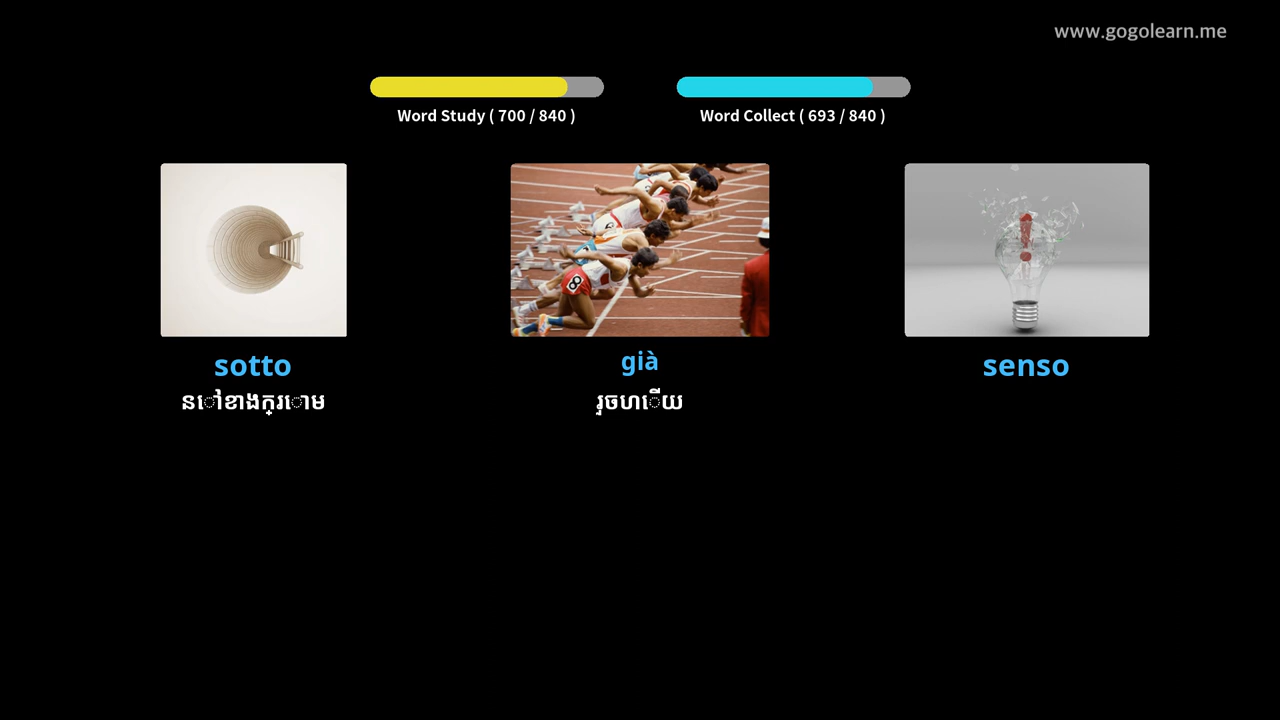 www.gogolearn.me
Word Study ( 700 / 840 )
Word Collect ( 693 / 840 )
sotto
già
senso
នៅខាងក្រោម
រួចហើយ
8